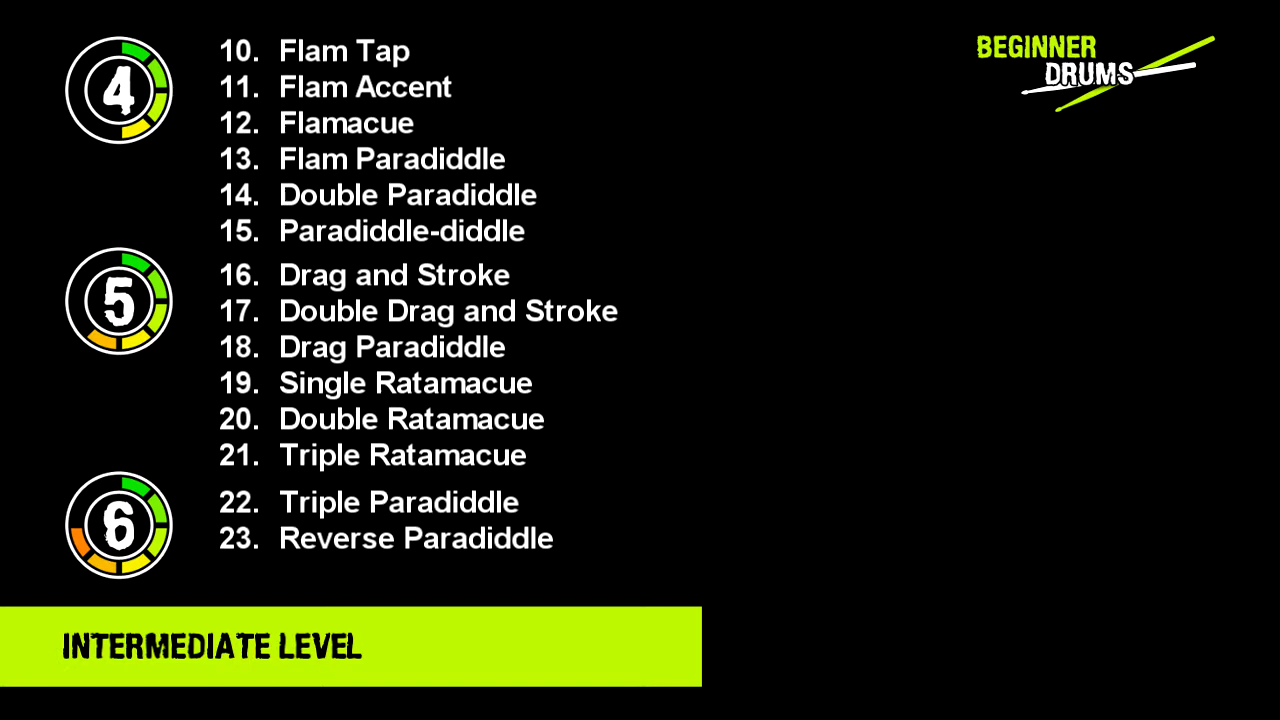 BEGINNER
DRUMS
4
10. Flam Tap
11. Flam Accent
12. Flamacue
13. Flam Paradiddle
14. Double Paradiddle
15. Paradiddle-diddle
5
16. Drag and Stroke
17. Double Drag and Stroke
18. Drag Paradiddle
19. Single Ratamacue
20. Double Ratamacue
21. Triple Ratamacue
6
22. Triple Paradiddle
23. Reverse Paradiddle
INTERMEDIATE LEVEL